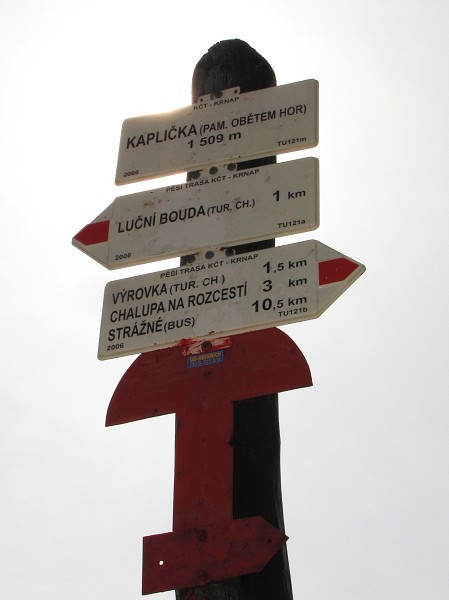 KČT - KRNAP
KAPLIČKA (PAM. OBĚTEM HOR)
1 509 m
2006 TU121m
PĚŠÍ TRASA KČT - KRNAP
LUČNÍ BOUDA (TUR. CH.) 1 KM
2006 TU121a
PĚŠÍ TRASA KČT - KRNAP
VÝROVKA (TUR. CH.) 1,5 KM
CHALUPA NA ROZCESTÍ 3 KM
STRÁŽNÉ (BUS) 10,5 KM
2006 TU121b